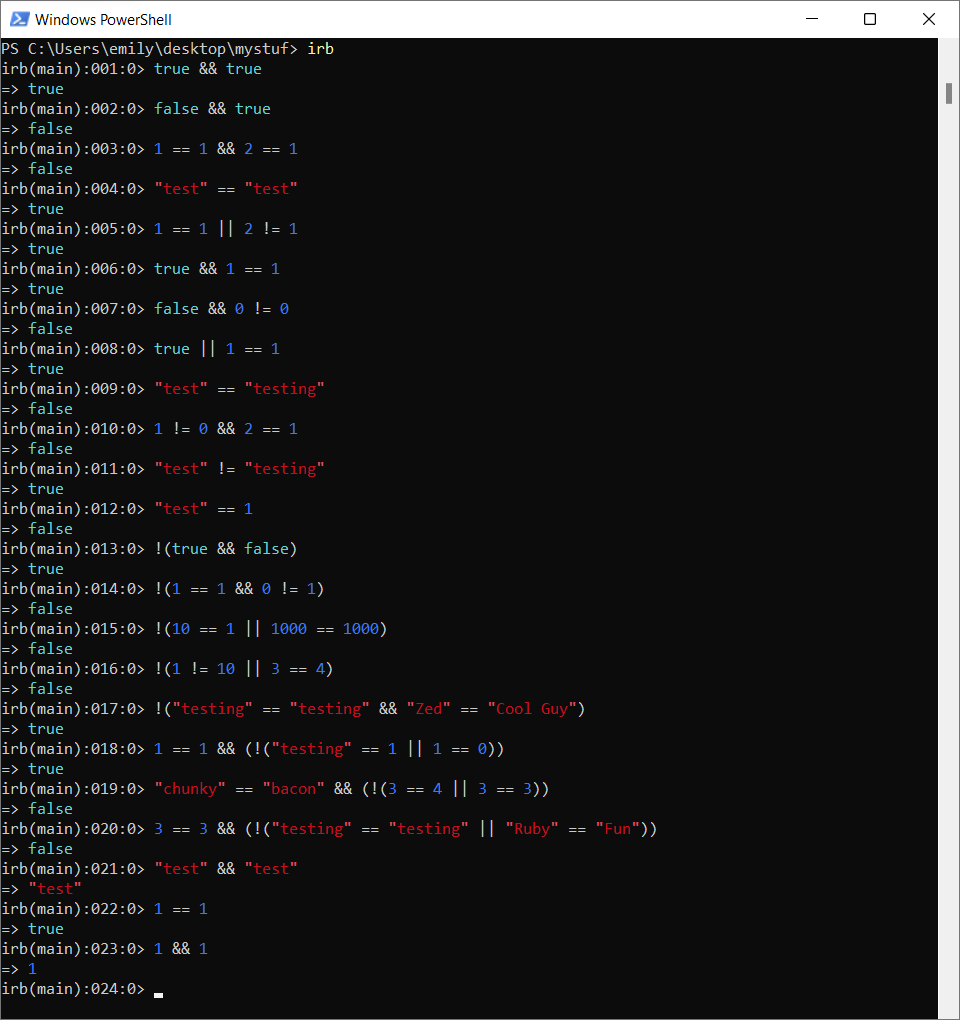 Windows PowerShell
PS C:\Users\emily\desktop\mystuf> irb
irb(main):001:0> true && true
=> true
irb(main):002:0> false && true
=> false
irb(main):003:0> 1 == 1 && 2 == 1
=> false
irb(main):004:0> "test" == "test"
=> true
irb(main):005:0> 1 == 1 || 2 != 1
=> true
irb(main):006:0> true && 1 == 1
=> true
irb(main):007:0> false && 0 != 0
=> false
irb(main):008:0> true || 1 == 1
=> true
irb(main):009:0> "test" == "testing"
=> false
irb(main):010:0> 1 != 0 && 2 == 1
=> false
irb(main):011:0> "test" != "testing"
=> true
irb(main):012:0> "test" == 1
=> false
irb(main):013:0> !(true && false)
=> true
irb(main):014:0> !(1 == 1 && 0 != 1)
=> false
irb(main):015:0> !(10 == 1 || 1000 == 1000)
=> false
irb(main):016:0> !(1 != 10 || 3 == 4)
=> false
irb(main):017:0> !("testing" == "testing" && "Zed" == "Cool Guy")
=> true
irb(main):018:0> 1 == 1 && (!("testing" == 1 || 1 == 0))
=> true
irb(main):019:0> "chunky" == "bacon" && (!(3 == 4 || 3 == 3))
=> false
irb(main):020:0> 3 == 3 && (!("testing" == "testing" || "Ruby" == "Fun"))
=> false
irb(main):021:0> "test" && "test"
=> "test"
irb(main):022:0> 1 == 1
=> true
irb(main):023:0> 1 && 1
=> 1
irb(main):024:0>